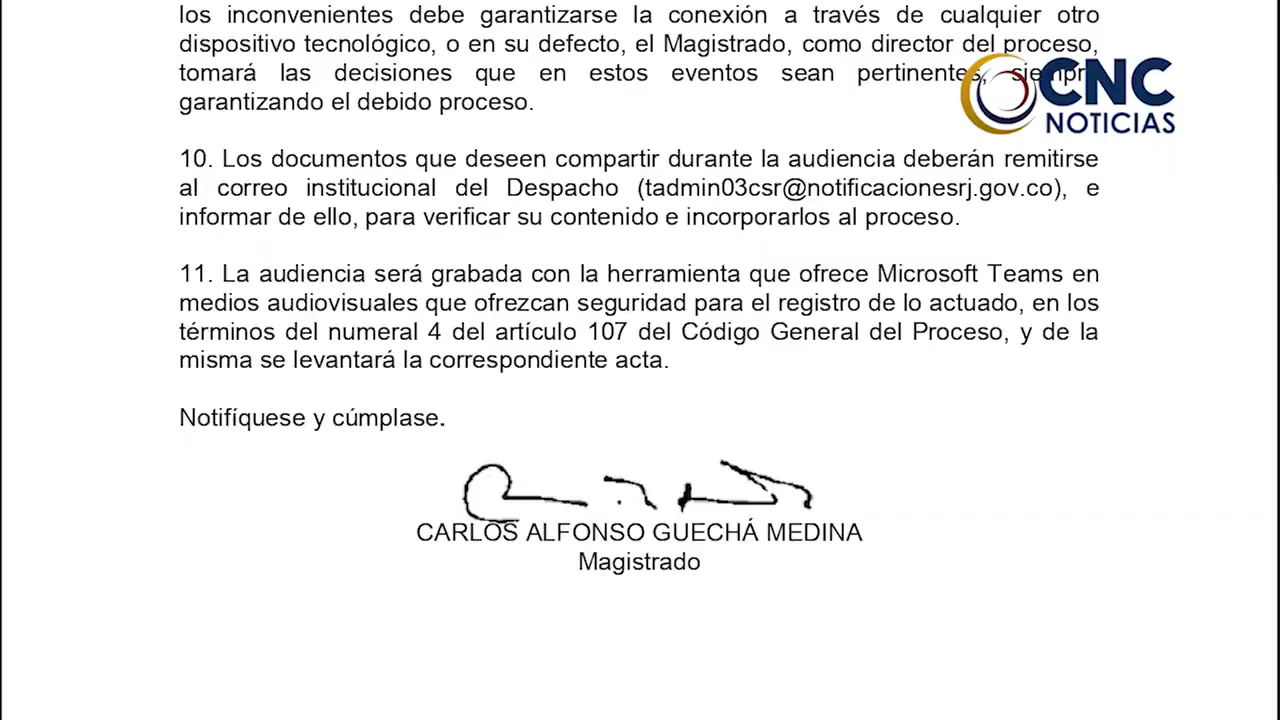 los inconvenientes debe garantizarse la conexión a través de cualquier otro
dispositivo tecnológico, o en su defecto, el Magistrado, como director del proceso,
tomará las decisiones que en estos eventos sean pertinentes, siempre
garantizando el debido proceso.
CNC
NOTICIAS
10. Los documentos que deseen compartir durante la audiencia deberán remitirse
al correo institucional del Despacho (tadmin03csr@notificacionesrj.gov.co), e
informar de ello, para verificar su contenido e incorporarlos al proceso.
11. La audiencia será grabada con la herramienta que ofrece Microsoft Teams en
medios audiovisuales que ofrezcan seguridad para el registro de lo actuado, en los
términos del numeral 4 del artículo 107 del Código General del Proceso, y de la
misma se levantará la correspondiente acta.
Notifíquese y cúmplase.
CARLOS ALFONSO GUECHÁ MEDINA
Magistrado